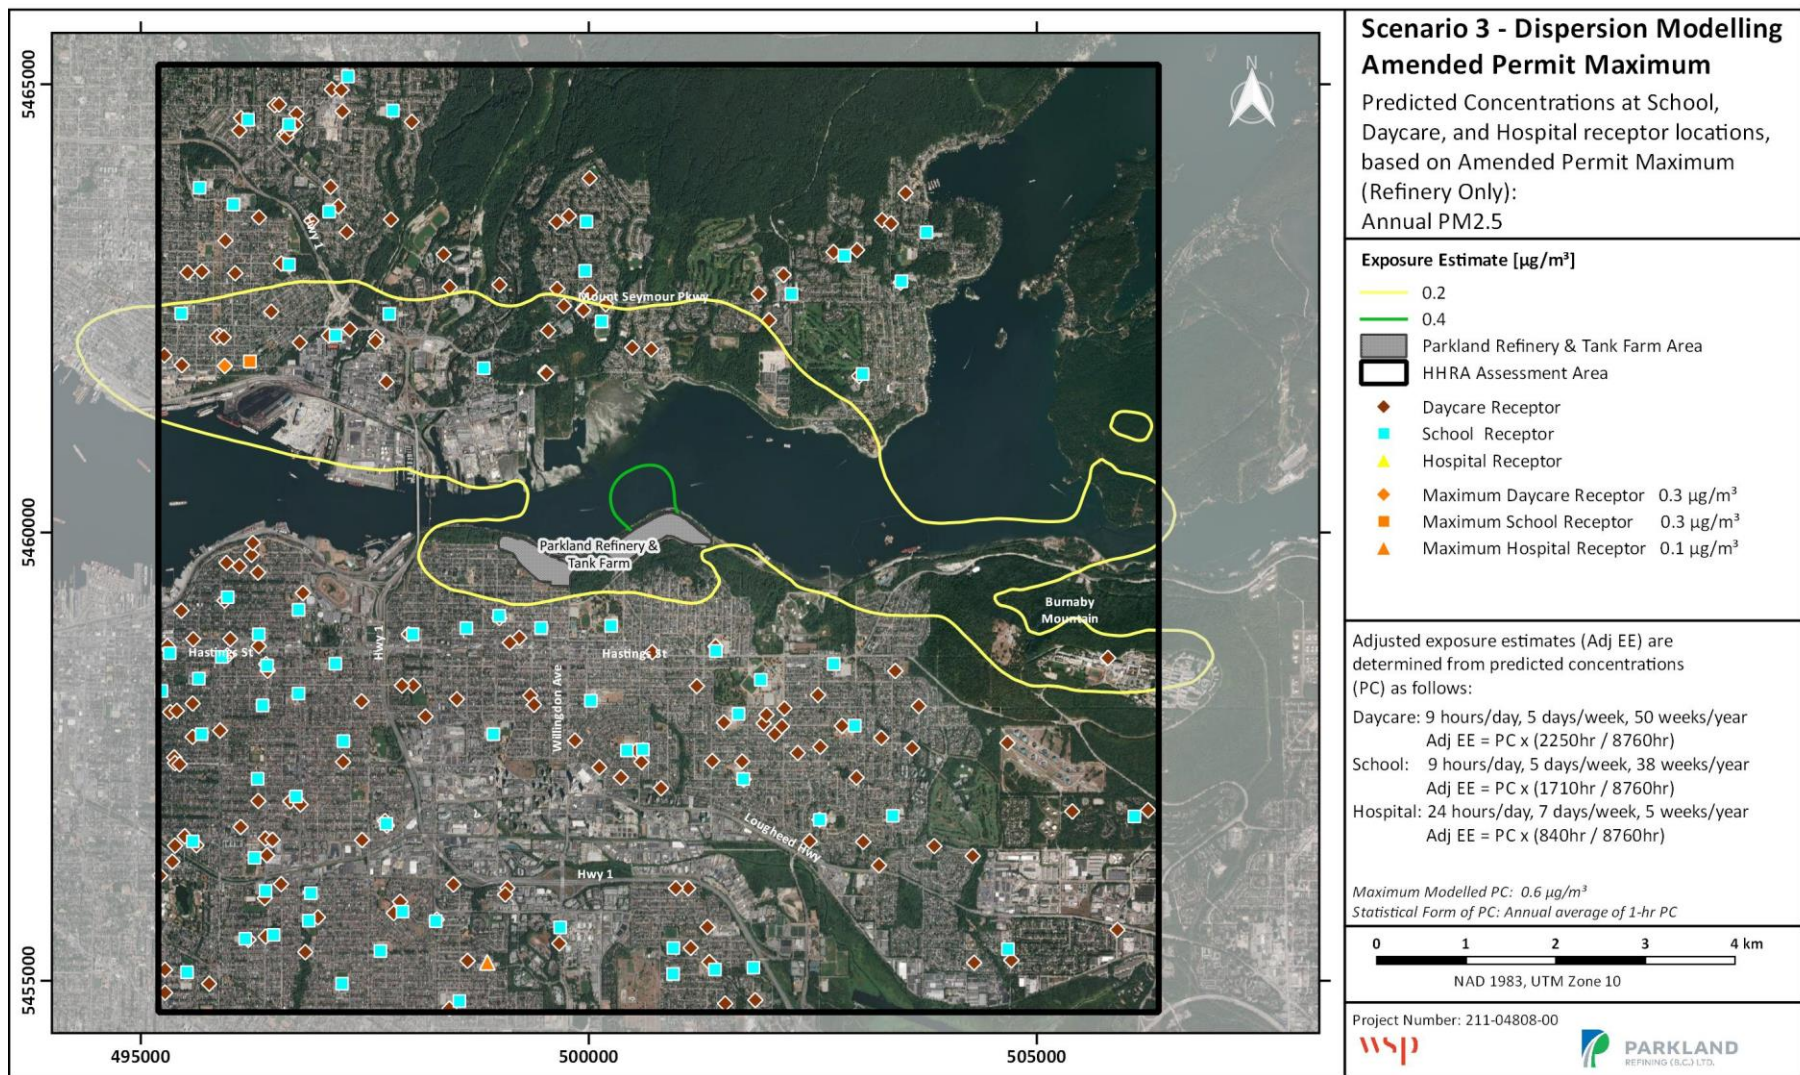 Scenario 3 - Dispersion Modelling
Amended Permit Maximum
Predicted Concentrations at School,
Daycare, and Hospital receptor locations,
based on Amended Permit Maximum
(Refinery Only):
Annual PM2.5
Exposure Estimate [µg/m³]
0.2
0.4
Parkland Refinery & Tank Farm Area
HHRA Assessment Area
Daycare Receptor
School Receptor
Hospital Receptor
Maximum Daycare Receptor 0.3 µg/m³
Maximum School Receptor 0.3 µg/m³
Maximum Hospital Receptor 0.1 µg/m³
Adjusted exposure estimates (Adj EE) are
determined from predicted concentrations
(PC) as follows:
Daycare: 9 hours/day, 5 days/week, 50 weeks/year
Adj EE = PC x (2250hr / 8760hr)
School: 9 hours/day, 5 days/week, 38 weeks/year
Adj EE = PC x (1710hr / 8760hr)
Hospital: 24 hours/day, 7 days/week, 5 weeks/year
Adj EE = PC x (840hr / 8760hr)
Maximum Modelled PC: 0.6 µg/m³
Statistical Form of PC: Annual average of 1-hr PC
0 1 2 3 4 km
NAD 1983, UTM Zone 10
Project Number: 211-04808-00
wsp
PARKLAND
REFINING (B.C.) LTD.
N
5465000
5460000
5455000
495000
500000
505000
Hwy 1
Mount Seymour Pkwy
Parkland Refinery &
Tank Farm
Burnaby
Mountain
Hastings St
Hwy 1
Hastings St
Willingdon Ave
Lougheed Hwy
Hwy 1